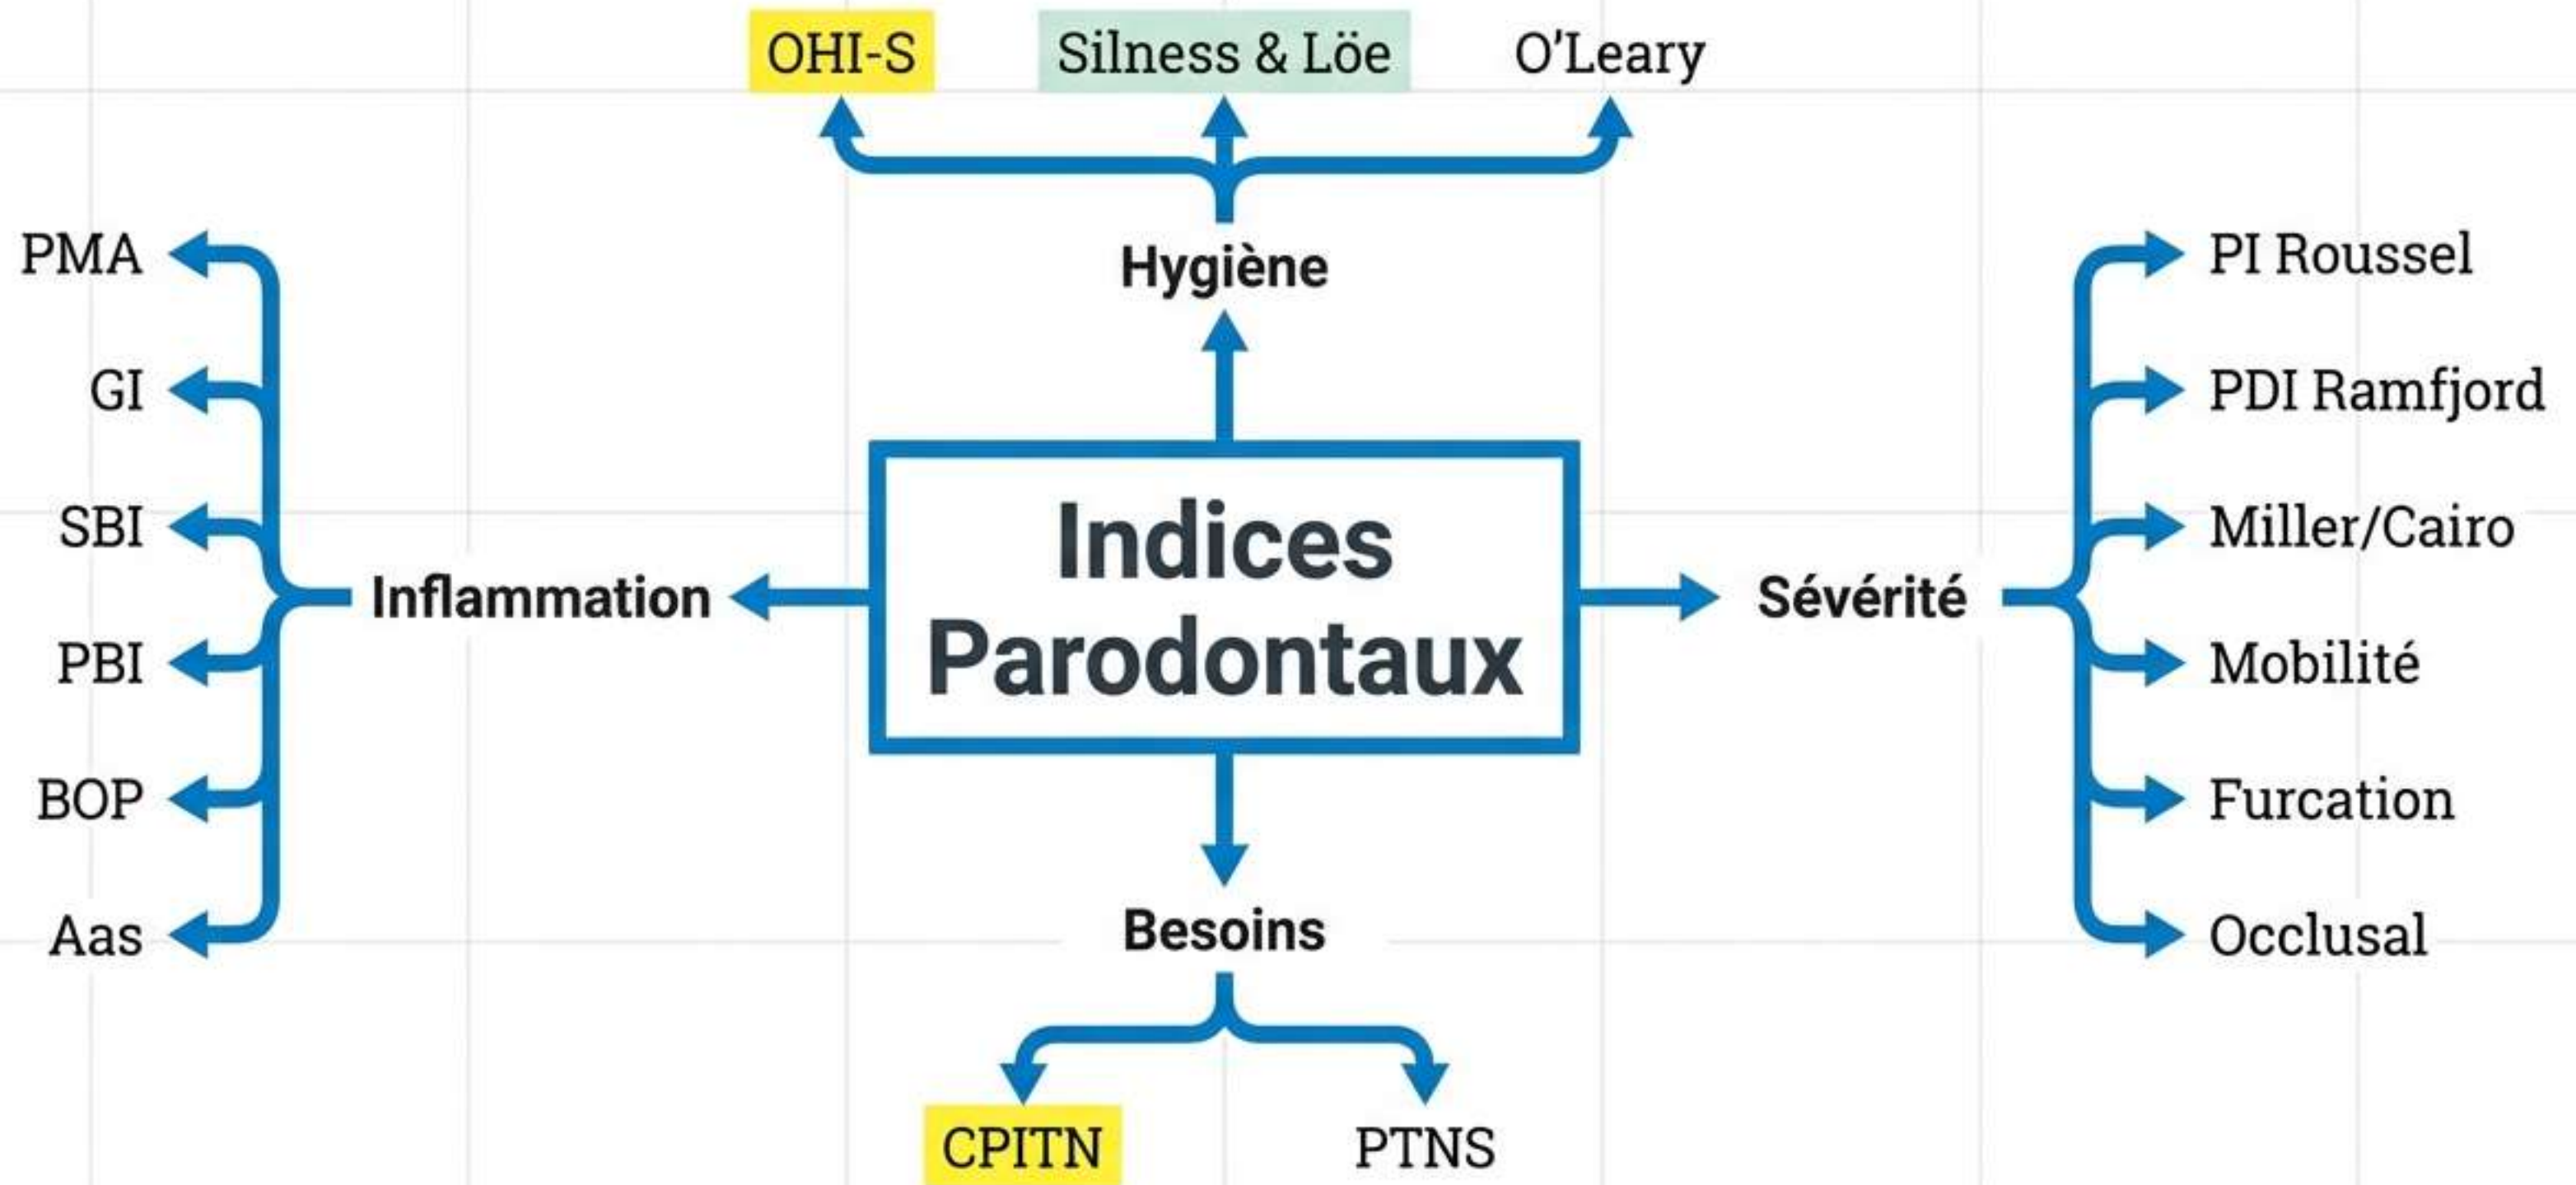 OHI-S
Silness & Löe
O'Leary
Hygiène
PMA
GI
SBI
PBI
BOP
Aas
Inflammation
Indices
Parodontaux
Sévérité
PI Roussel
PDI Ramfjord
Miller/Cairo
Mobilité
Furcation
Occlusal
Besoins
CPITN
PTNS